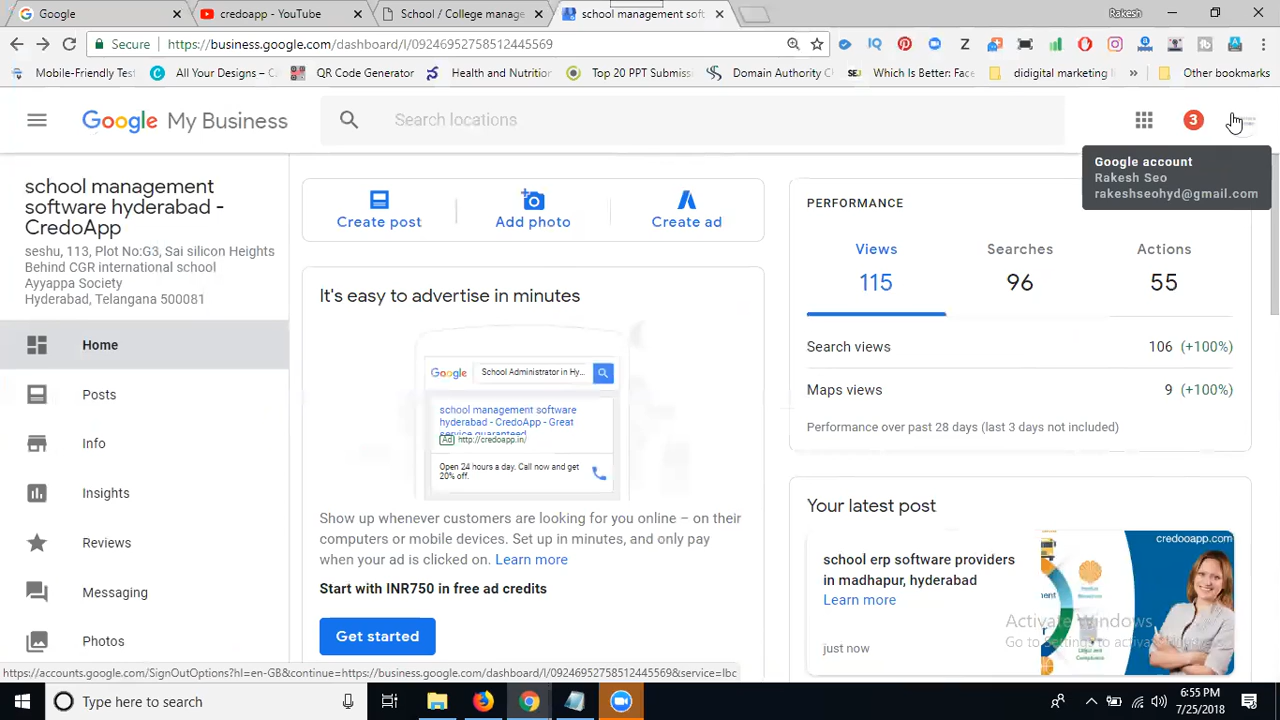 Google
credoapp - YouTube
School / College manage
school management soft
Rakesh
Secure
https://business.google.com/dashboard/l/09246952758512445569
Mobile-Friendly Test
All Your Designs – C
QR Code Generator
Health and Nutrition
Top 20 PPT Submiss
Domain Authority C
Which Is Better: Face
didigital marketing i
Other bookmarks
Google My Business
Search locations
3
Google account
Rakesh Seo
rakeshseohyd@gmail.com
school management
software hyderabad -
CredoApp
seshu, 113, Plot No:G3, Sai silicon Heights
Behind CGR international school
Ayyappa Society
Hyderabad, Telangana 500081
Home
Posts
Info
Insights
Reviews
Messaging
Photos
Create post
Add photo
Create ad
It's easy to advertise in minutes
Google
School Administrator in Hy...
school management software
hyderabad - CredoApp - Great
service guaranteed
Ad http://credoapp.in/
Open 24 hours a day. Call now and get
20% off.
Show up whenever customers are looking for you online – on their
computers or mobile devices. Set up in minutes, and only pay
when your ad is clicked on. Learn more
Start with INR750 in free ad credits
Get started
PERFORMANCE
Views
Searches
Actions
115
96
55
Search views
106 (+100%)
Maps views
9 (+100%)
Performance over past 28 days (last 3 days not included)
Your latest post
school erp software providers
in madhapur, hyderabad
Learn more
just now
credooapp.com
Activate Windows
Go to Settings to activate Windows.
https://accounts.google.com/SignOutOptions?hl=en-GB&continue=https://business.google.com/dashboard/l/09246952758512445569&service=lbc
Type here to search
6:55 PM
7/25/2018